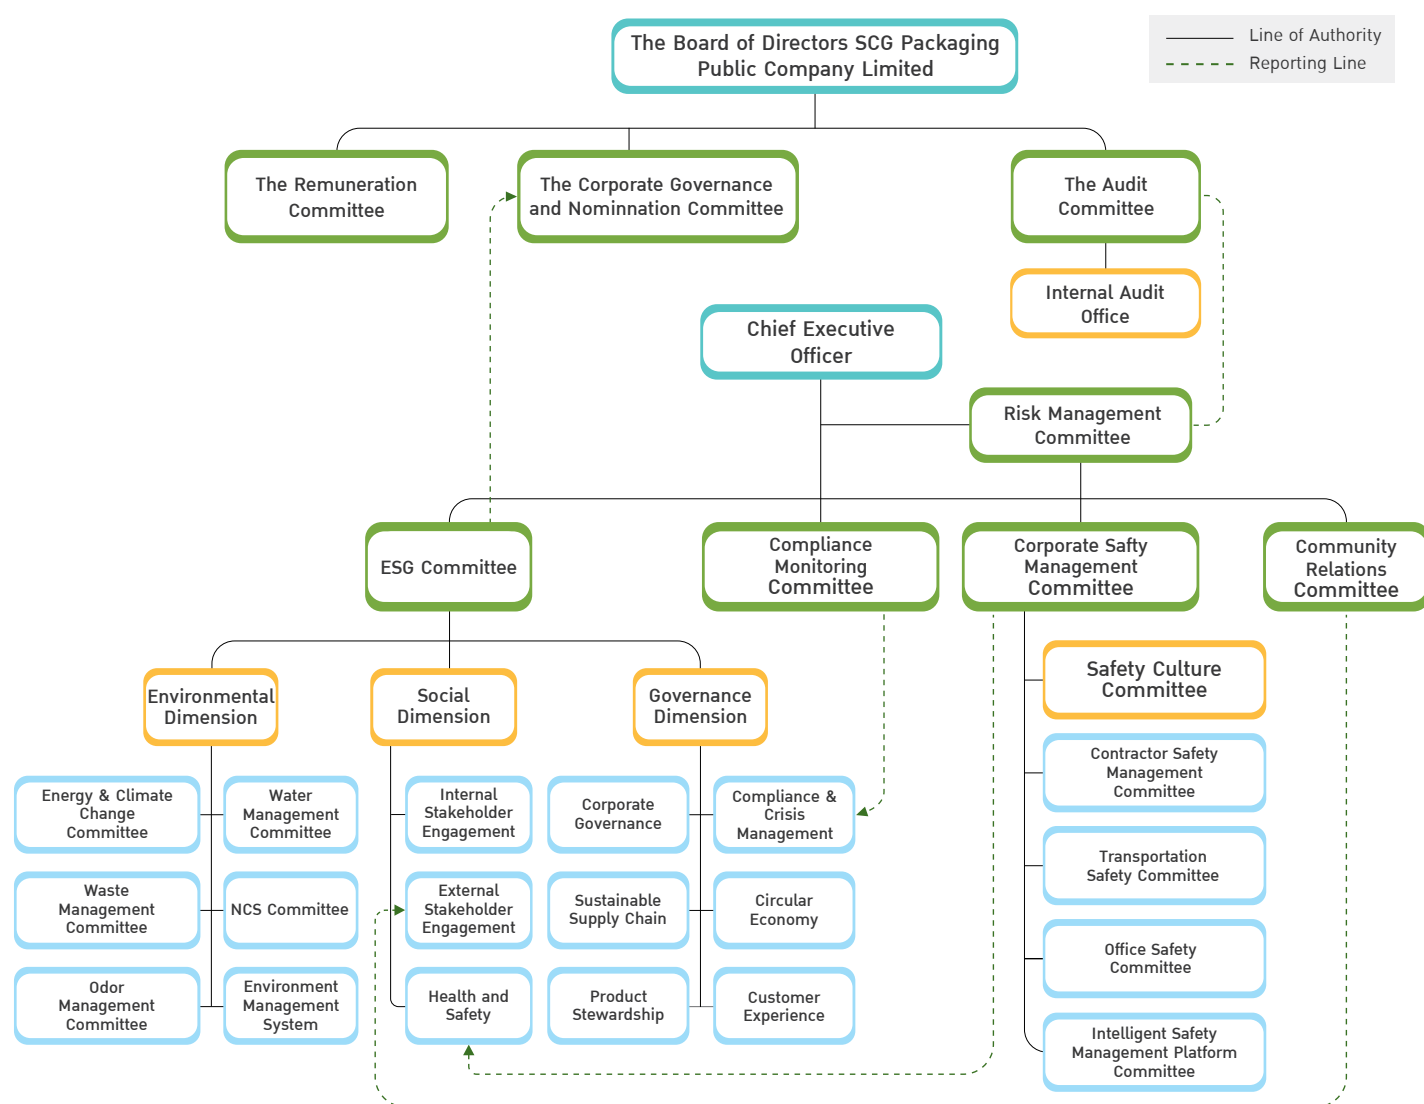 The Board of Directors SCG Packaging
Public Company Limited
Line of Authority
Reporting Line
The Remuneration
Committee
The Corporate Governance
and Nominnation Committee
The Audit
Committee
Internal Audit
Office
Chief Executive
Officer
Risk Management
Committee
ESG Committee
Compliance
Monitoring
Committee
Corporate Safty
Management
Committee
Community
Relations
Committee
Environmental
Dimension
Social
Dimension
Governance
Dimension
Safety Culture
Committee
Energy & Climate
Change
Committee
Water
Management
Committee
Internal
Stakeholder
Engagement
Corporate
Governance
Compliance &
Crisis
Management
Contractor Safety
Management
Committee
Waste
Management
Committee
NCS Committee
External
Stakeholder
Engagement
Sustainable
Supply Chain
Circular
Economy
Transportation
Safety Committee
Office Safety
Committee
Odor
Management
Committee
Environment
Management
System
Health and
Safety
Product
Stewardship
Customer
Experience
Intelligent Safety
Management Platform
Committee